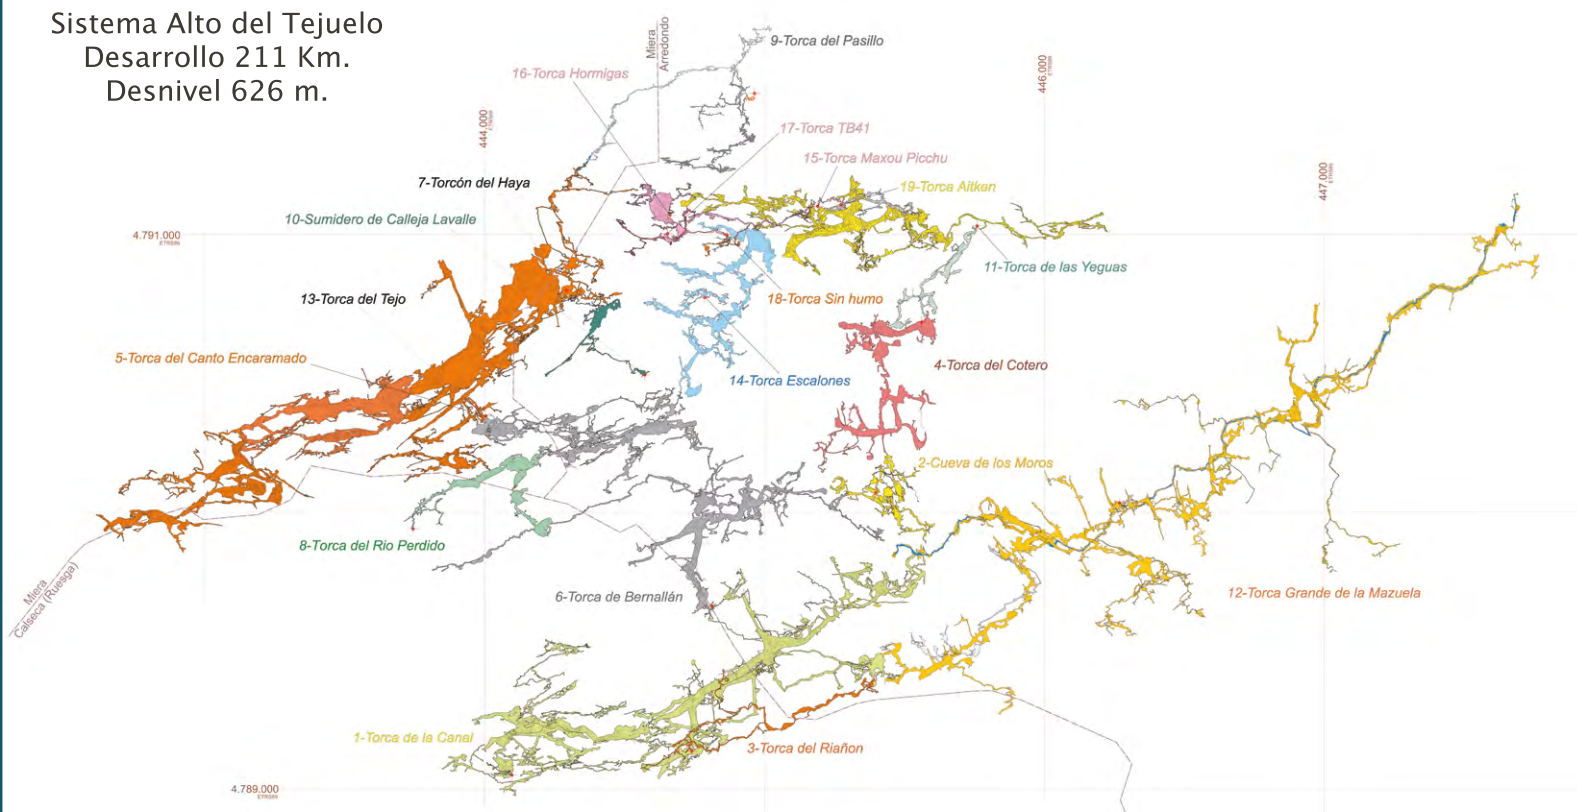 Sistema Alto del Tejuelo
Desarrollo 211 Km.
Desnivel 626 m.
Miera
Arredondo
9-Torca del Pasillo
16-Torca Hormigas
446.000
ETRS89
444.000
ETRS89
17-Torca TB41
15-Torca Maxou Picchu
7-Torcón del Haya
19-Torca Aitken
447.000
ETRS89
10-Sumidero de Calleja Lavalle
4.791.000
ETRS89
11-Torca de las Yeguas
13-Torca del Tejo
18-Torca Sin humo
5-Torca del Canto Encaramado
4-Torca del Cotero
14-Torca Escalones
2-Cueva de los Moros
8-Torca del Rio Perdido
Miera
Calseca (Ruesga)
6-Torca de Bernallán
12-Torca Grande de la Mazuela
1-Torca de la Canal
3-Torca del Riañon
4.789.000
ETRS89